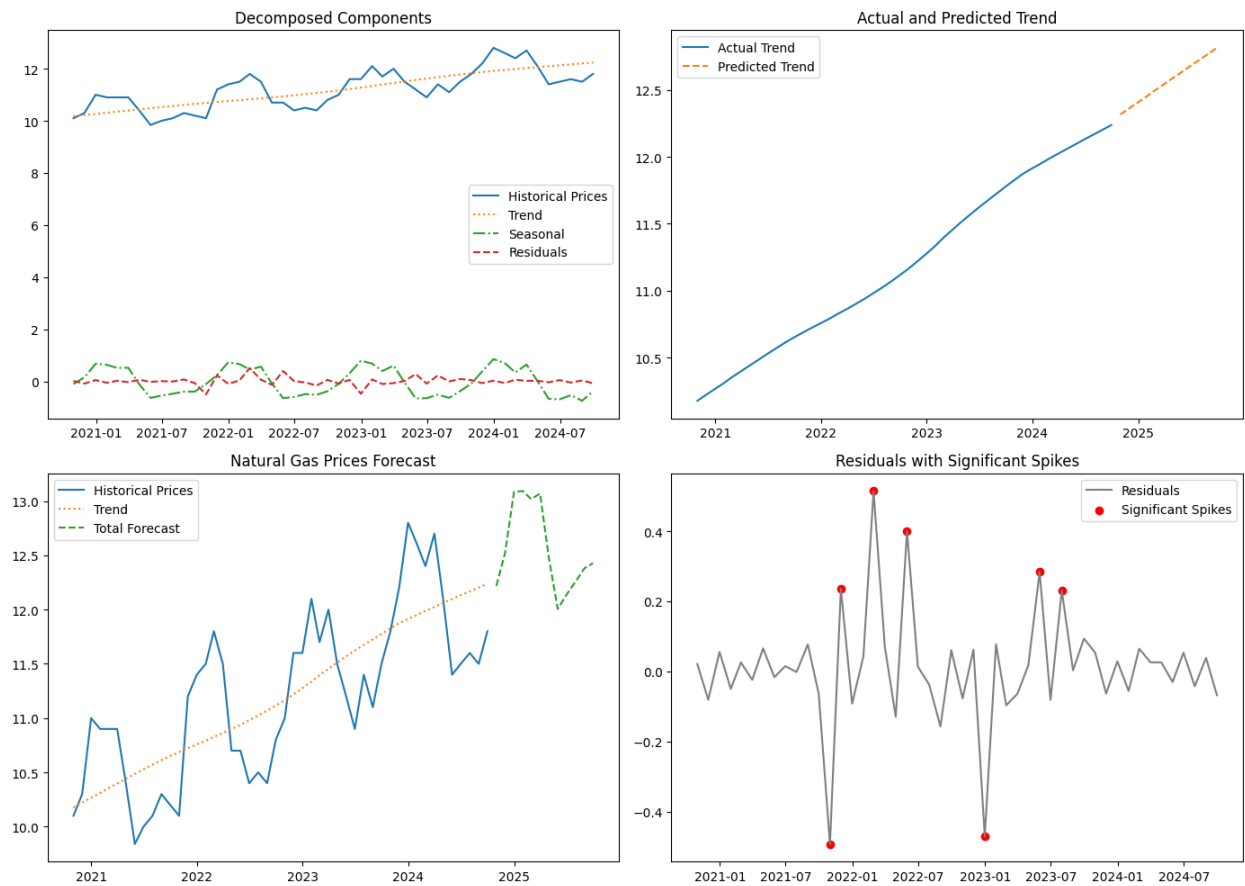 Decomposed Components
12
10
8
6
4
2
0
Historical Prices
Trend
Seasonal
Residuals
2021-01 2021-07 2022-01 2022-07 2023-01 2023-07 2024-01 2024-07
Actual and Predicted Trend
Actual Trend
Predicted Trend
12.5
12.0
11.5
11.0
10.5
2021 2022 2023 2024 2025
Natural Gas Prices Forecast
Historical Prices
Trend
Total Forecast
13.0
12.5
12.0
11.5
11.0
10.5
10.0
2021 2022 2023 2024 2025
Residuals with Significant Spikes
Residuals
Significant Spikes
0.4
0.2
0.0
−0.2
−0.4
2021-01 2021-07 2022-01 2022-07 2023-01 2023-07 2024-01 2024-07